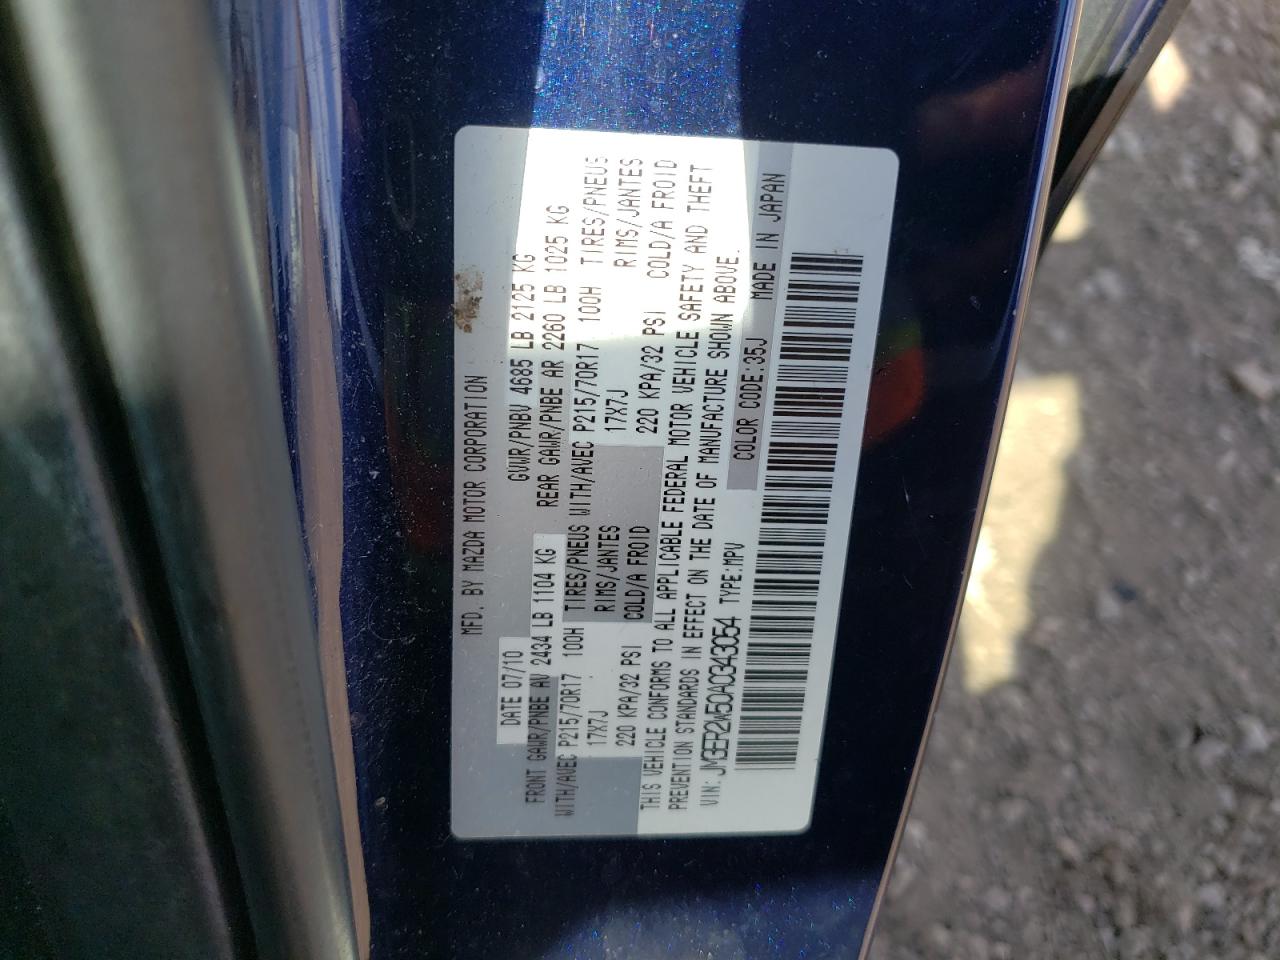 MFD. BY MAZDA MOTOR CORPORATION
DATE 07/10 GVWR/PNBV 4685 LB 2125 KG
FRONT GAWR/PNBE AV 2434 LB 1104 KG REAR GAWR/PNBE AR 2260 LB 1025 KG
WITH/AVEC P215/70R17 100H TIRES/PNEUS WITH/AVEC P215/70R17 100H TIRES/PNEUS
17X7J RIMS/JANTES 17X7J RIMS/JANTES
220 KPA/32 PSI COLD/A FROID 220 KPA/32 PSI COLD/A FROID
THIS VEHICLE CONFORMS TO ALL APPLICABLE FEDERAL MOTOR VEHICLE SAFETY AND THEFT
PREVENTION STANDARDS IN EFFECT ON THE DATE OF MANUFACTURE SHOWN ABOVE.
VIN: JM3ER2W50A0343054 TYPE:MPV COLOR CODE:35J MADE IN JAPAN